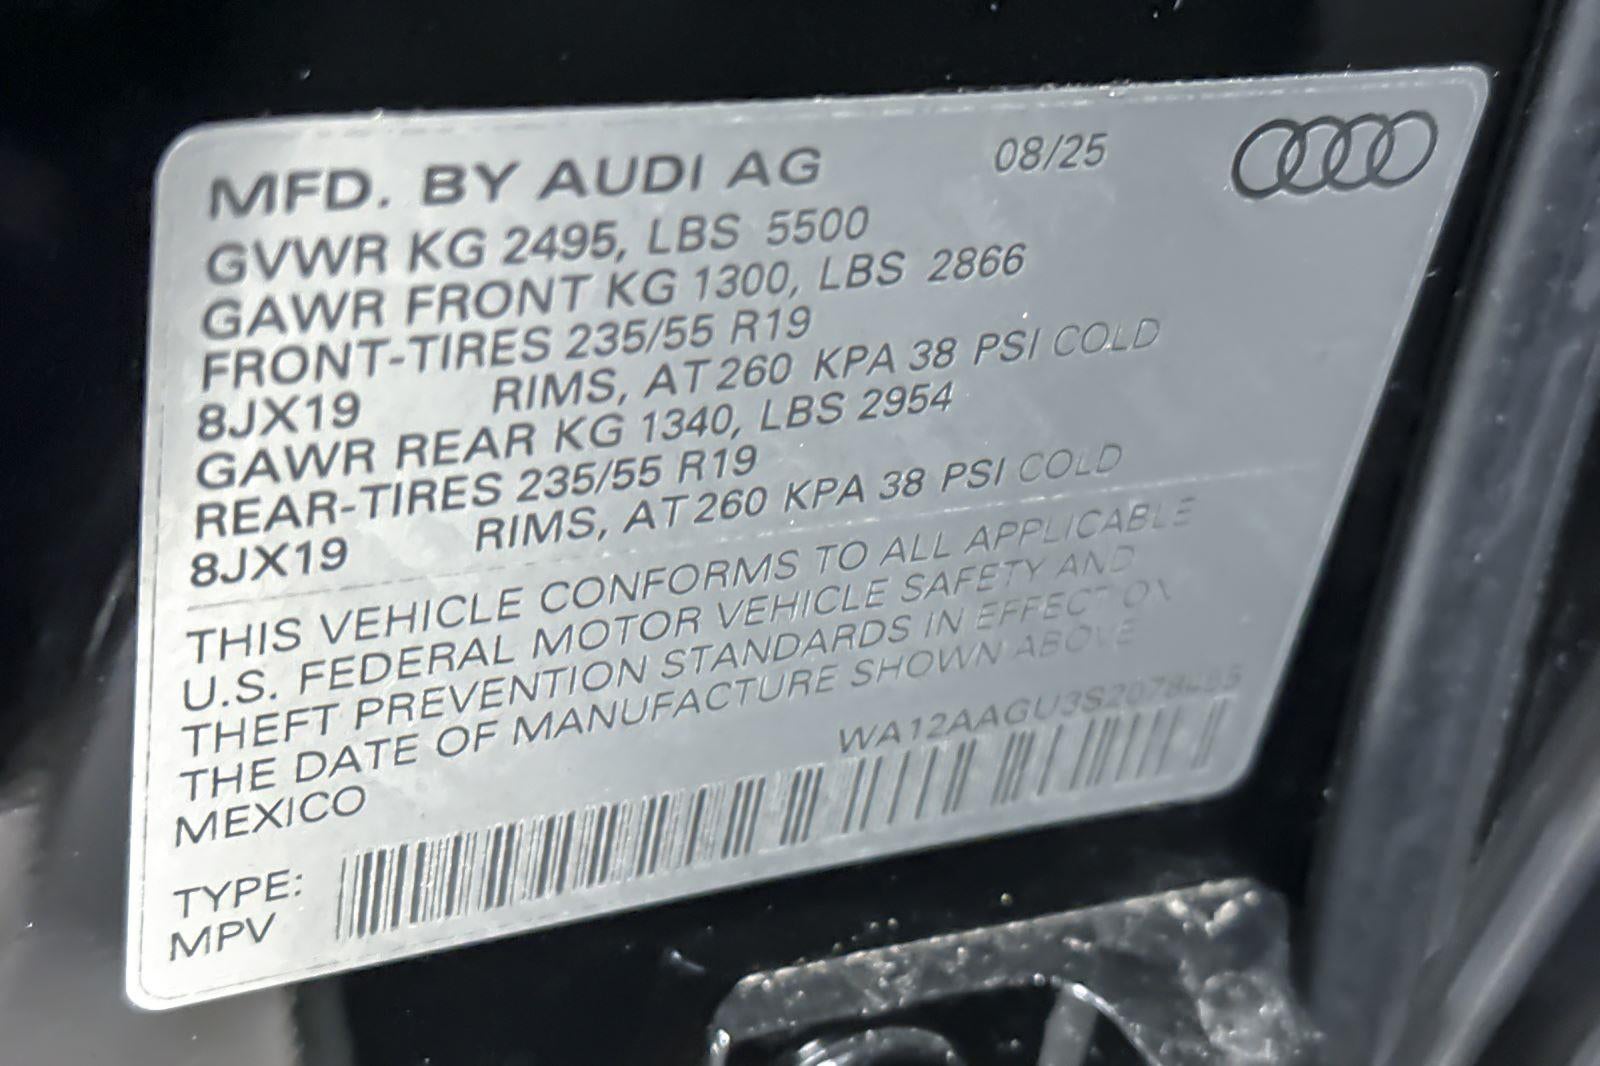 MFD. BY AUDI AG 08/25
GVWR KG 2495, LBS 5500
GAWR FRONT KG 1300, LBS 2866
FRONT-TIRES 235/55 R19
8JX19 RIMS, AT 260 KPA 38 PSI COLD
GAWR REAR KG 1340, LBS 2954
REAR-TIRES 235/55 R19
8JX19 RIMS, AT 260 KPA 38 PSI COLD
THIS VEHICLE CONFORMS TO ALL APPLICABLE
U.S. FEDERAL MOTOR VEHICLE SAFETY AND
THEFT PREVENTION STANDARDS IN EFFECT ON
THE DATE OF MANUFACTURE SHOWN ABOVE
MEXICO
TYPE:
MPV